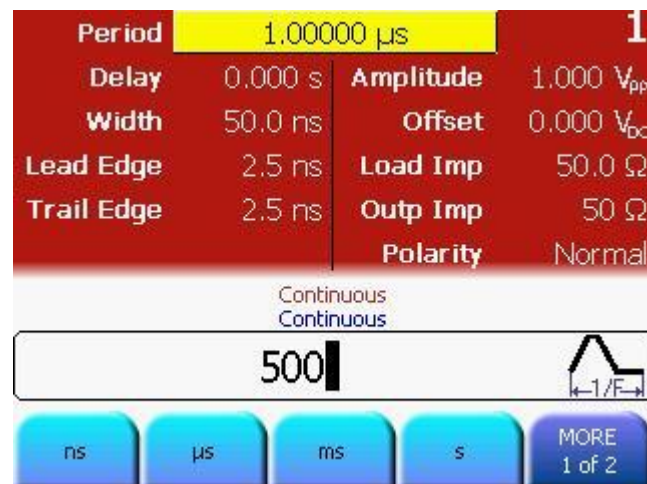 Period 1.00000 µs 1
Delay 0.000 s Amplitude 1.000 Vpp
Width 50.0 ns Offset 0.000 VDC
Lead Edge 2.5 ns Load Imp 50.0 Ω
Trail Edge 2.5 ns Outp Imp 50 Ω
Polarity Normal
Continuous
Continuous
500
1/F
ns µs ms s MORE
1 of 2